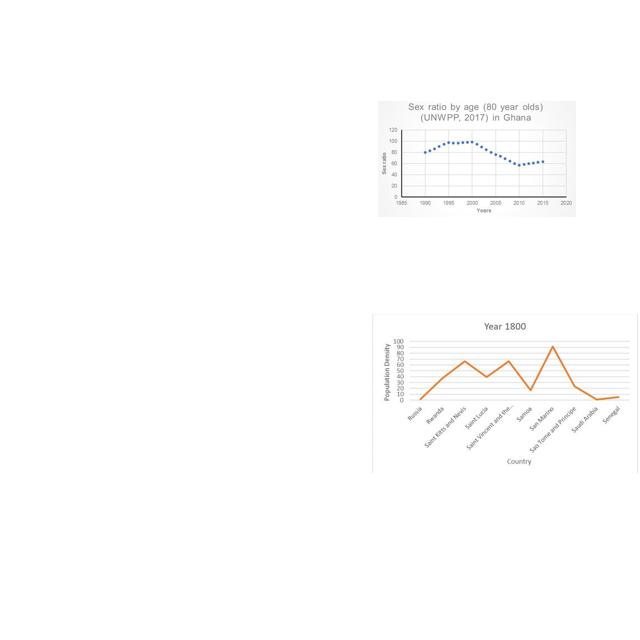 Sex ratio by age (80 year olds)
(UNWPP, 2017) in Ghana
120
100
80
60
40
20
0
Sex ratio
1985 1990 1995 2000 2005 2010 2015 2020
Years
Year 1800
100
90
80
70
60
50
40
30
20
10
0
Population Density
Russia
Rwanda
Saint Kitts and Nevis
Saint Lucia
Saint Vincent and the...
Samoa
San Marino
Sao Tome and Principe
Saudi Arabia
Senegal
Country